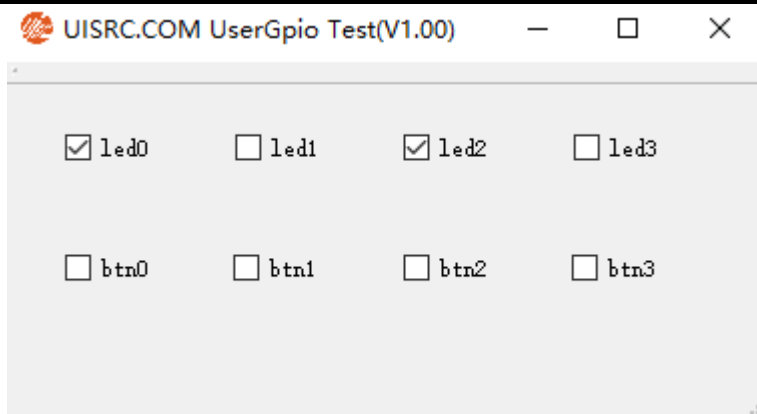 UISRC.COM UserGpio Test(V1.00)
led0 led1 led2 led3
btn0 btn1 btn2 btn3